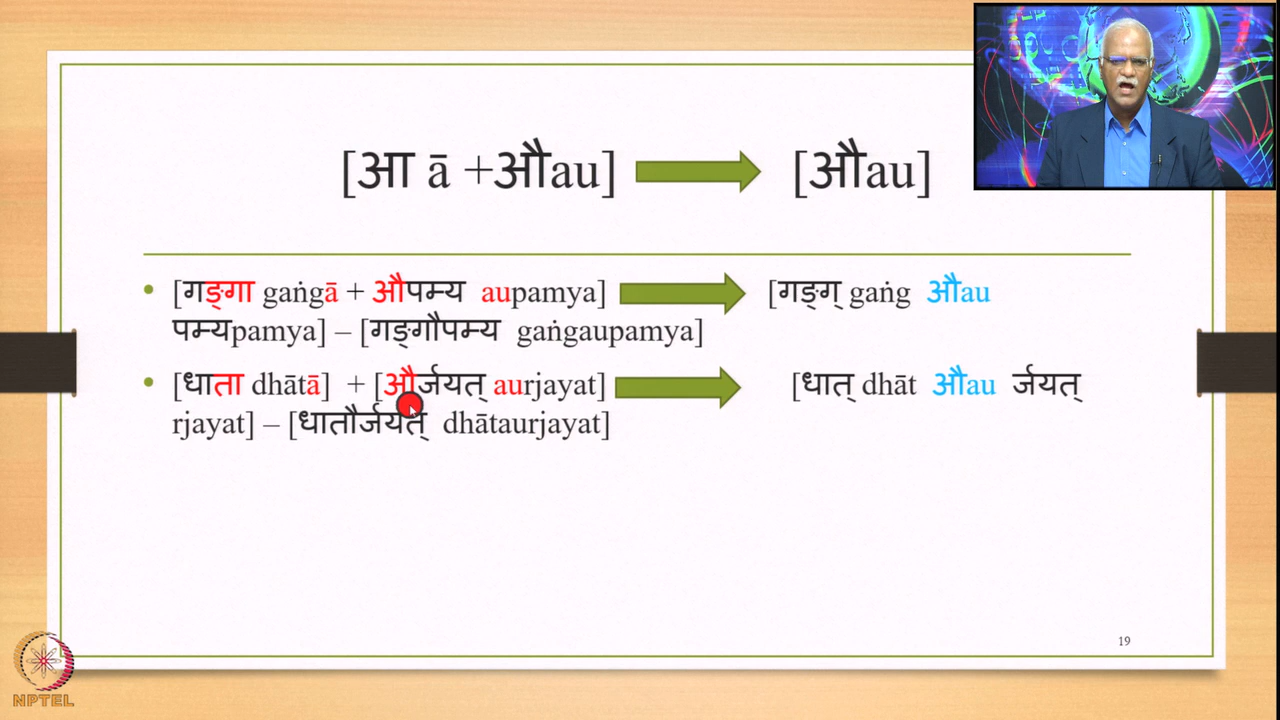 [आ ā +औau] [औau]
[गङ्गा gaṅgā + औपम्य aupamya] [गङ्ग् gaṅg औau
पम्यpamya] – [गङ्गौपम्य gaṅgaupamya]
[धाता dhātā] + [और्जयत् aurjayat] [धात् dhāt औau र्जयत्
rjayat] – [धातौर्जयत् dhātaurjayat]
19
NPTEL